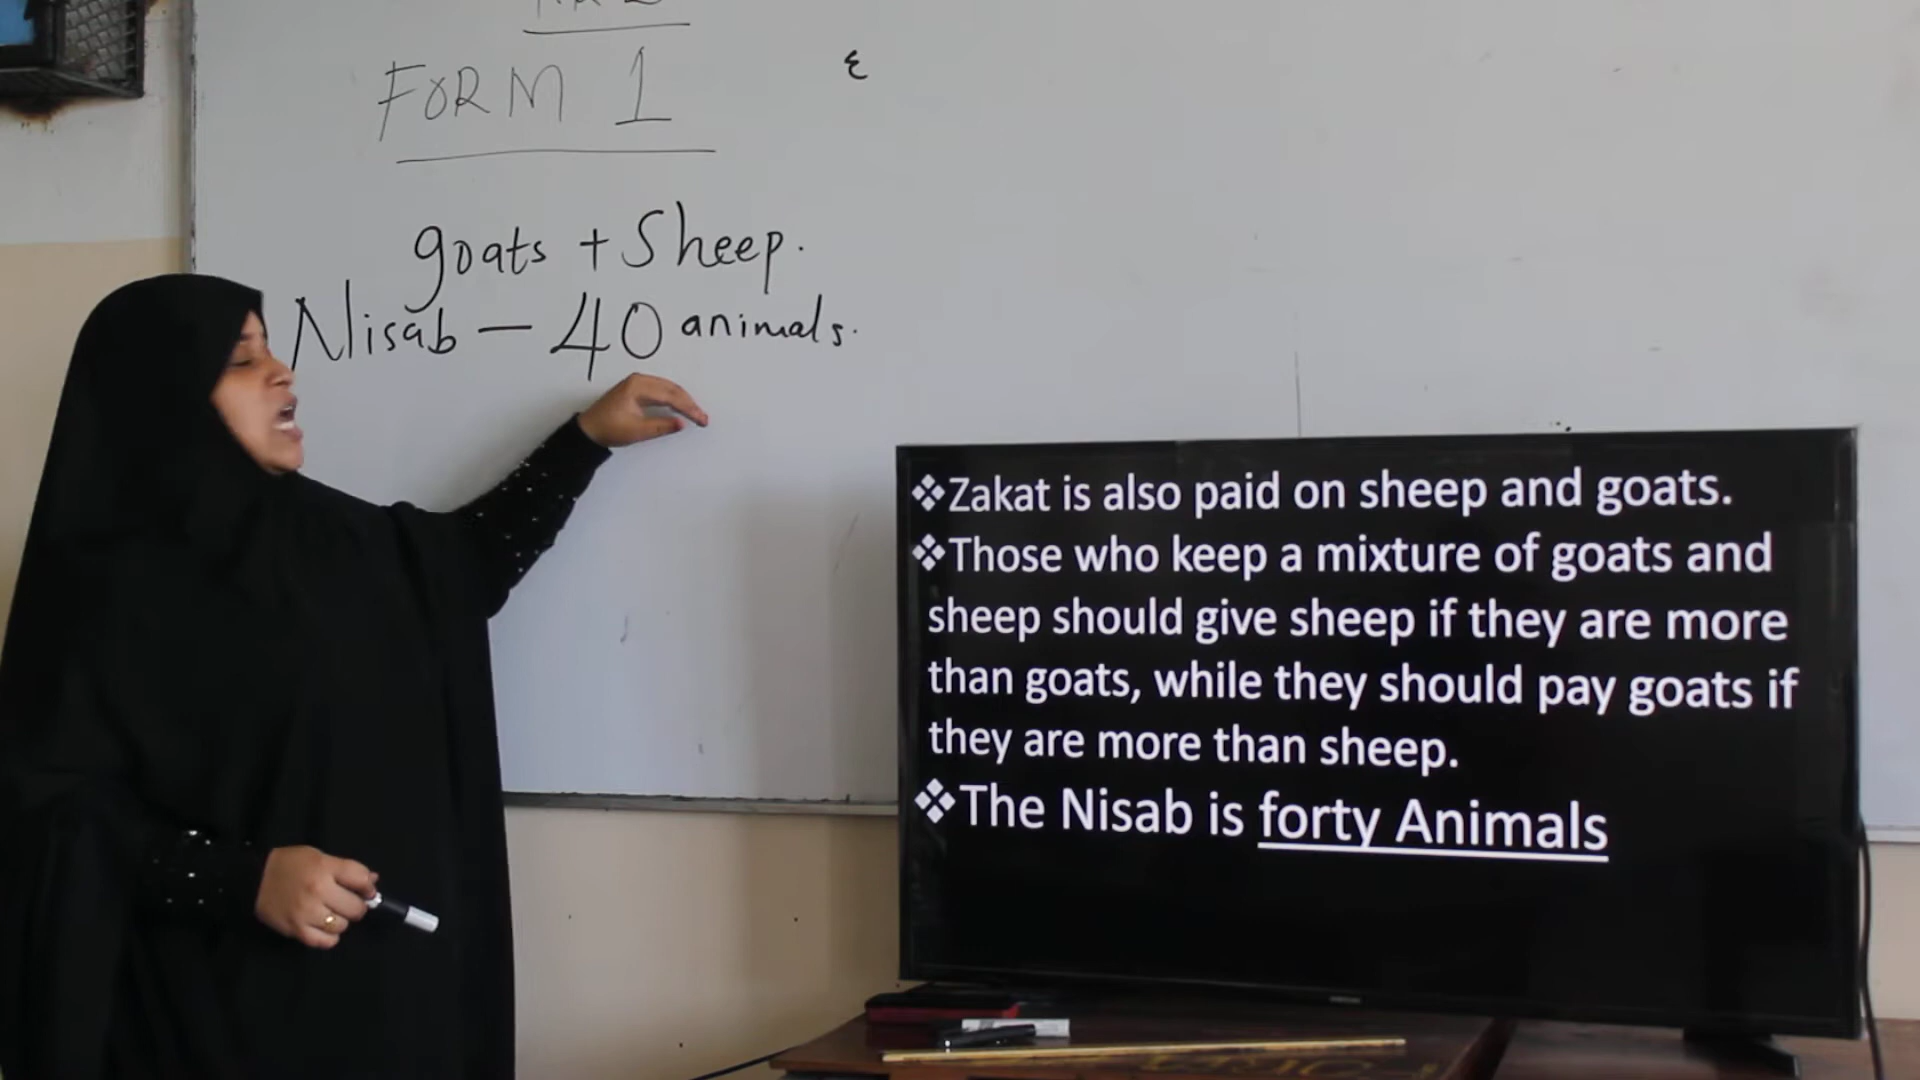 FORM 1
ع
goats + Sheep.
Nisab — 40 animals.
❖Zakat is also paid on sheep and goats.
❖Those who keep a mixture of goats and
sheep should give sheep if they are more
than goats, while they should pay goats if
they are more than sheep.
❖The Nisab is forty Animals